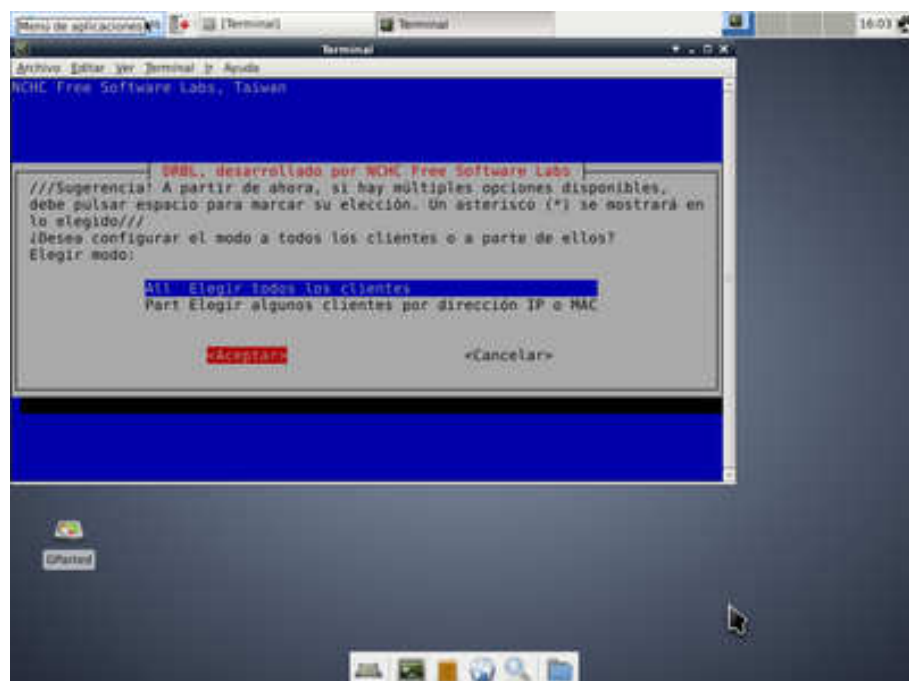 Menú de aplicaciones
[Terminal]
Terminal
16:03
Terminal
Archivo Editar Ver Terminal Ir Ayuda
NCHC Free Software Labs, Taiwan
DRBL, desarrollado por NCHC Free Software Labs
///Sugerencia! A partir de ahora, si hay múltiples opciones disponibles,
debe pulsar espacio para marcar su elección. Un asterisco (*) se mostrará en
lo elegido///
¿Desea configurar el modo a todos los clientes o a parte de ellos?
Elegir modo:
All Elegir todos los clientes
Part Elegir algunos clientes por dirección IP o MAC
<Aceptar>
<Cancelar>
GParted